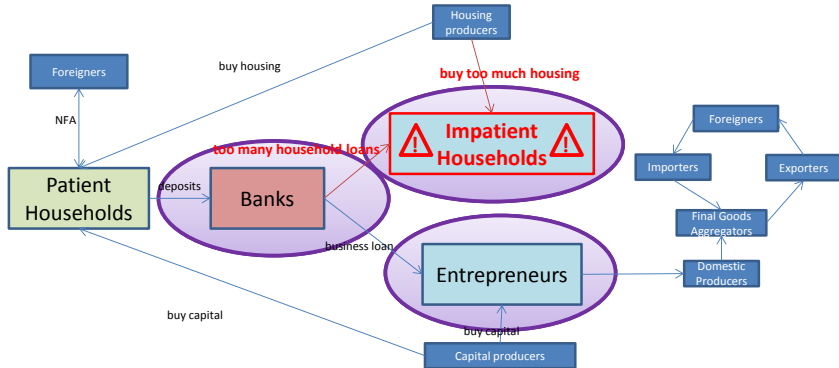 Housing
producers
buy housing
buy too much housing
Foreigners
NFA
Impatient
Households
Foreigners
too many household loans
Importers
Exporters
Patient
Households
deposits
Banks
Final Goods
Aggregators
business loan
Entrepreneurs
Domestic
Producers
buy capital
buy capital
Capital producers